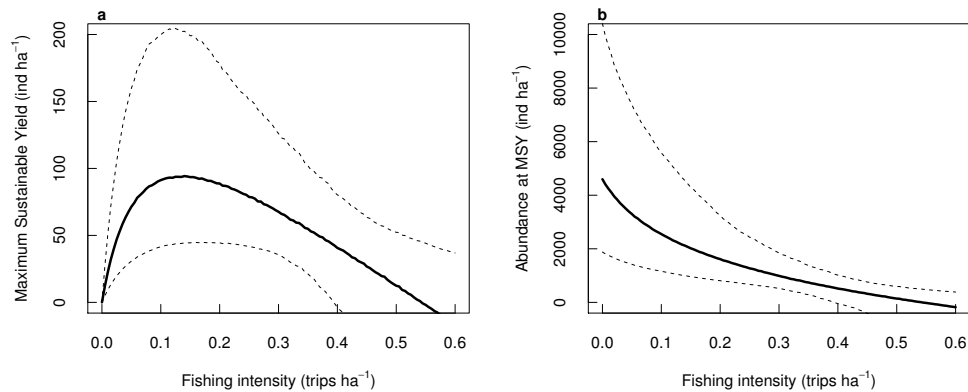 a
Maximum Sustainable Yield (ind ha⁻¹)
200
150
100
50
0
0.0 0.1 0.2 0.3 0.4 0.5 0.6
Fishing intensity (trips ha⁻¹)
b
Abundance at MSY (ind ha⁻¹)
10000
8000
6000
4000
2000
0
0.0 0.1 0.2 0.3 0.4 0.5 0.6
Fishing intensity (trips ha⁻¹)